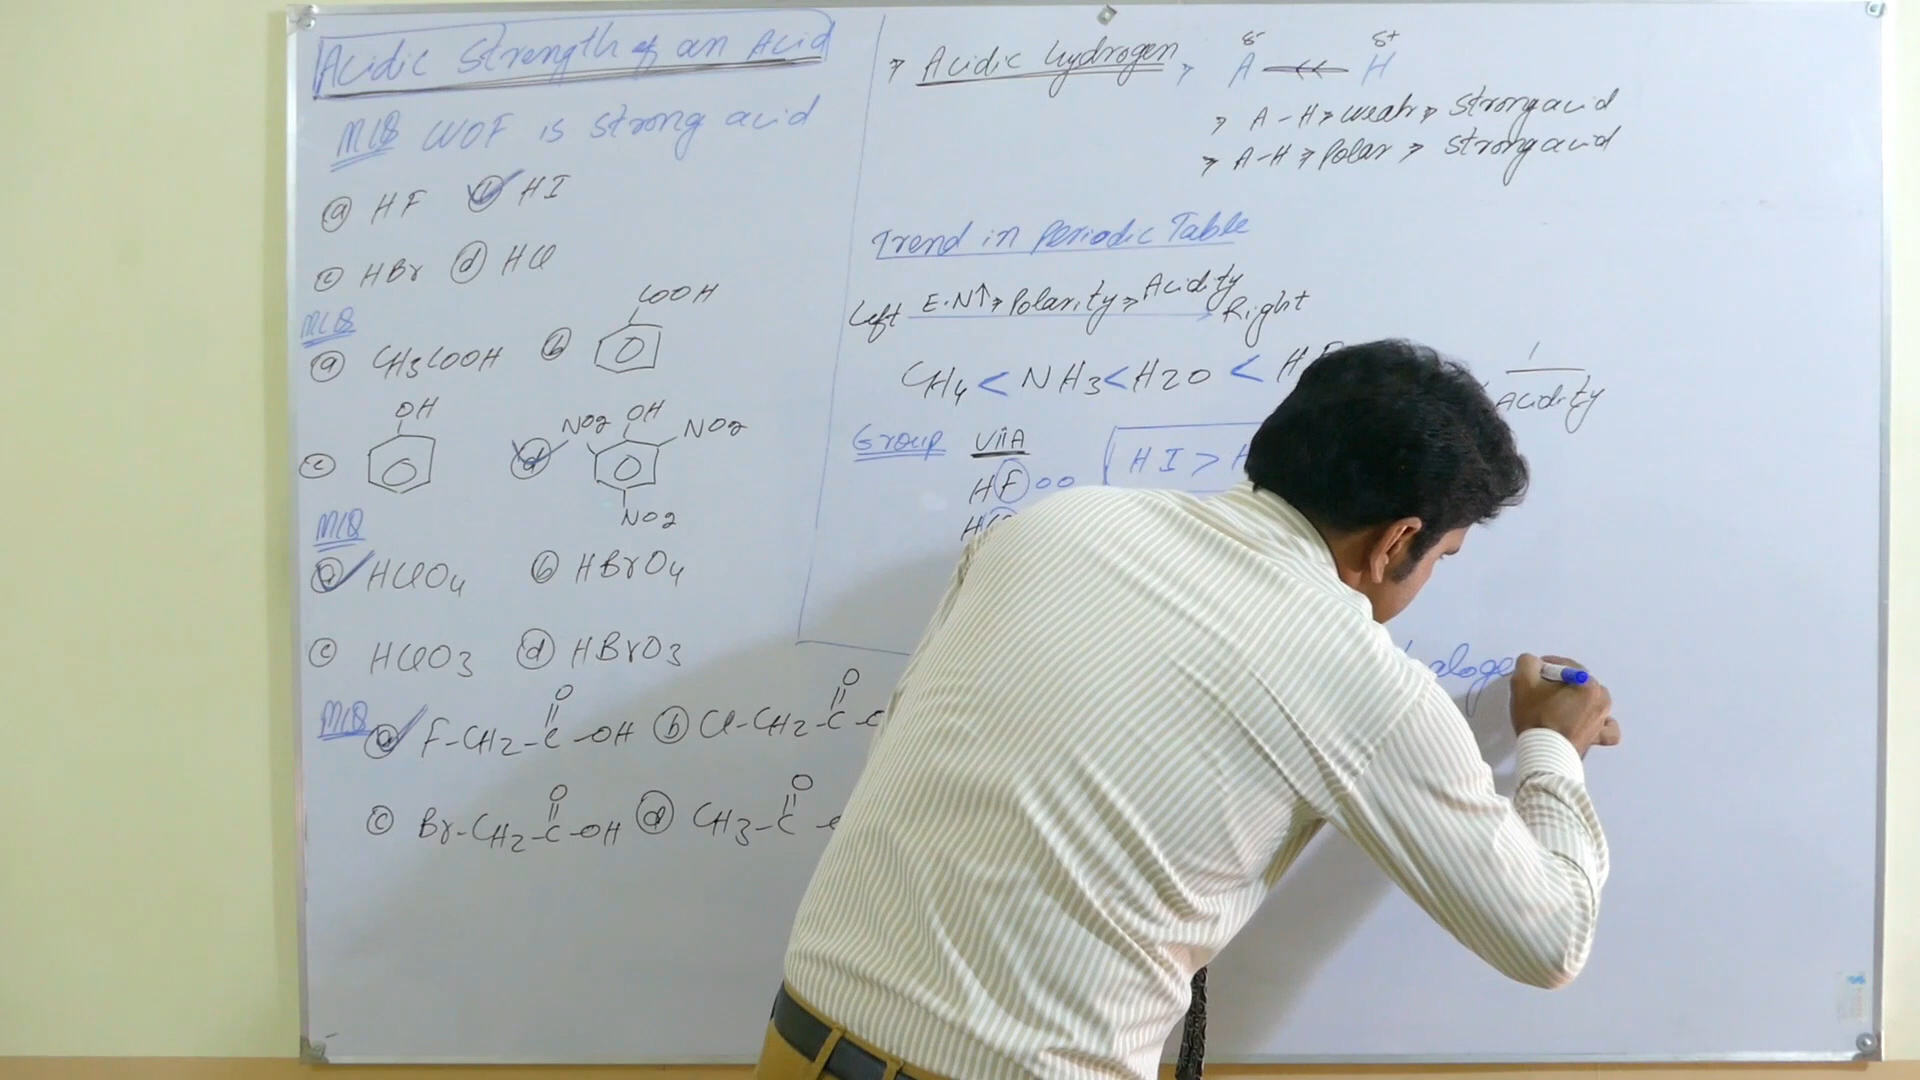 Acidic Strength of an Acid
MCQ WOF is strong acid
(a) HF (b) HI
(c) HBr (d) HCl
MCQ
(a) CH3COOH (b) COOH
(c) OH (d) NO2 OH NO2
NO2
MCQ
(a) HClO4 (b) HBrO4
(c) HClO3 (d) HBrO3
MCQ
(a) F-CH2-C-OH (b) Cl-CH2-C
O O
(c) Br-CH2-C-OH (d) CH3-C
O O
→ Acidic hydrogen → A H
δ- δ+
→ A-H → weak → Strong acid
→ A-H → Polar → Strong acid
Trend in Periodic Table
Left E.N↑ → Polarity → Acidity Right
CH4 < NH3 < H2O < HF
1
Acidity
Group VIIA
HF
HI >